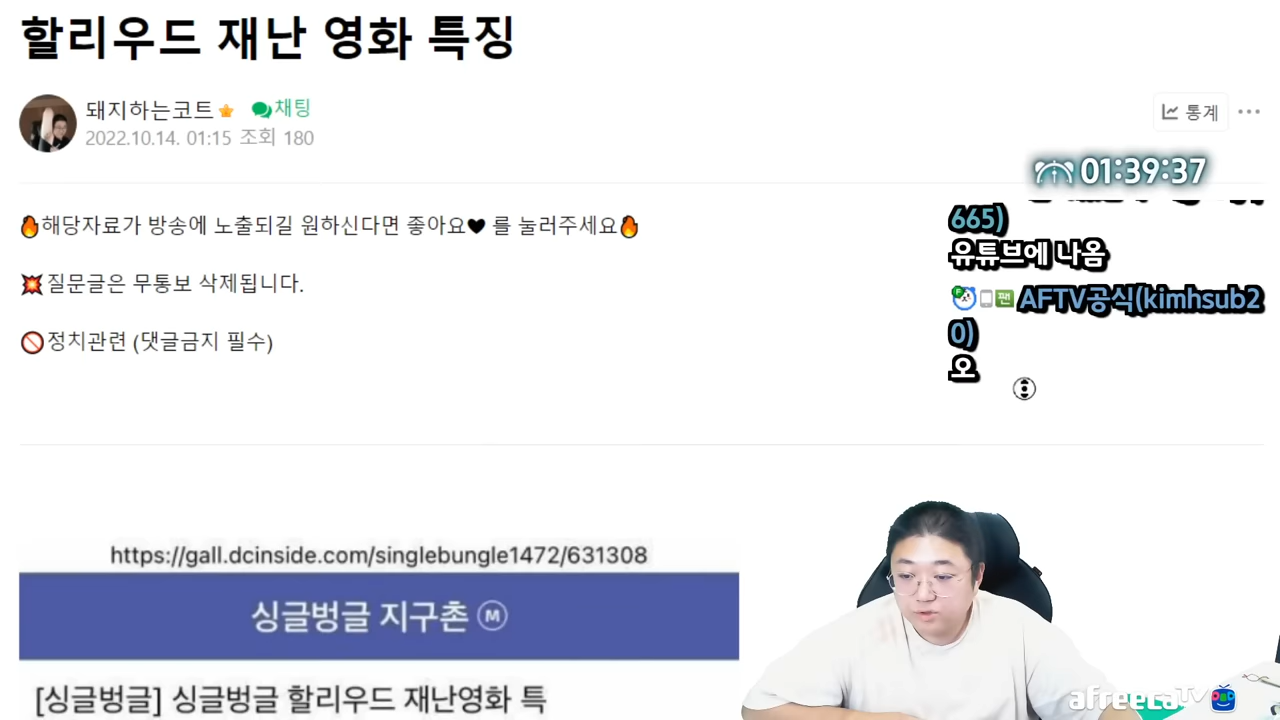 할리우드 재난 영화 특징
돼지하는코트 채팅
2022.10.14. 01:15 조회 180
통계
01:39:37
🔥해당자료가 방송에 노출되길 원하신다면 좋아요🖤 를 눌러주세요🔥
665)
유튜브에 나옴
💥질문글은 무통보 삭제됩니다.
F 팬 AFTV공식(kimhsub2
0)
🚫정치관련 (댓글금지 필수)
오
https://gall.dcinside.com/singlebungle1472/631308
싱글벙글 지구촌 Ⓜ
[싱글벙글] 싱글벙글 할리우드 재난영화 특
afreecaTV